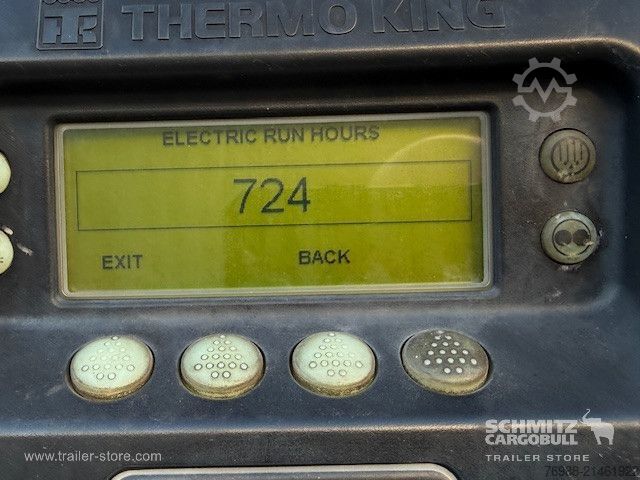 THERMO KING
ELECTRIC RUN HOURS
724
EXIT BACK
SCHMITZ
CARGOBULL
TRAILER STORE
www.trailer-store.com